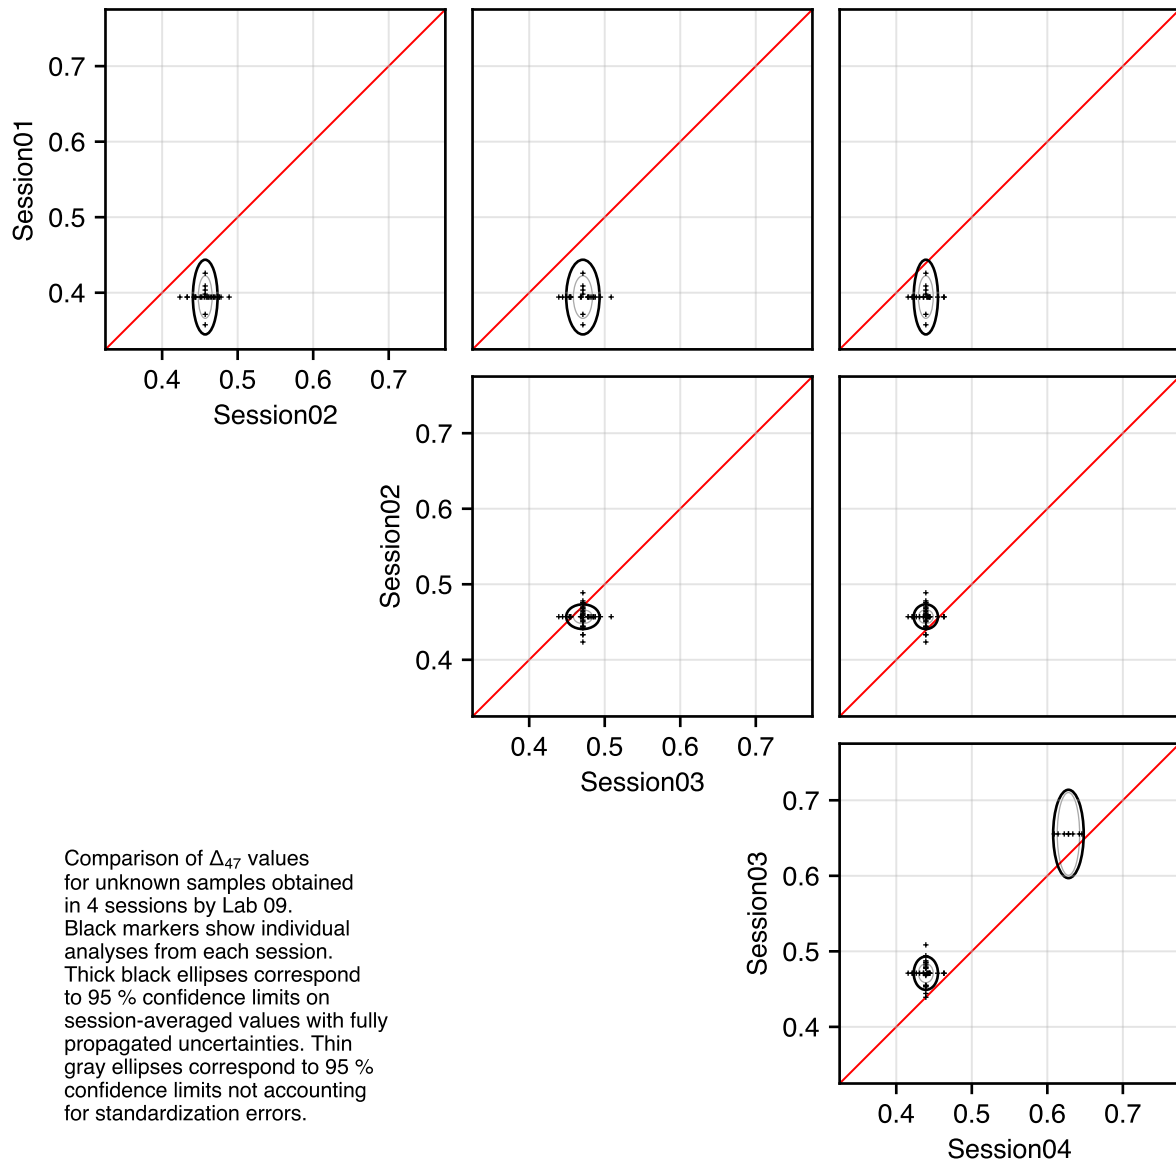 0.7
0.6
0.5
0.4
Session01
0.4 0.5 0.6 0.7
Session02
0.7
0.6
0.5
0.4
Session02
0.4 0.5 0.6 0.7
Session03
0.7
0.6
0.5
0.4
Session03
0.4 0.5 0.6 0.7
Session04
Comparison of Δ₄₇ values
for unknown samples obtained
in 4 sessions by Lab 09.
Black markers show individual
analyses from each session.
Thick black ellipses correspond
to 95 % confidence limits on
session-averaged values with fully
propagated uncertainties. Thin
gray ellipses correspond to 95 %
confidence limits not accounting
for standardization errors.